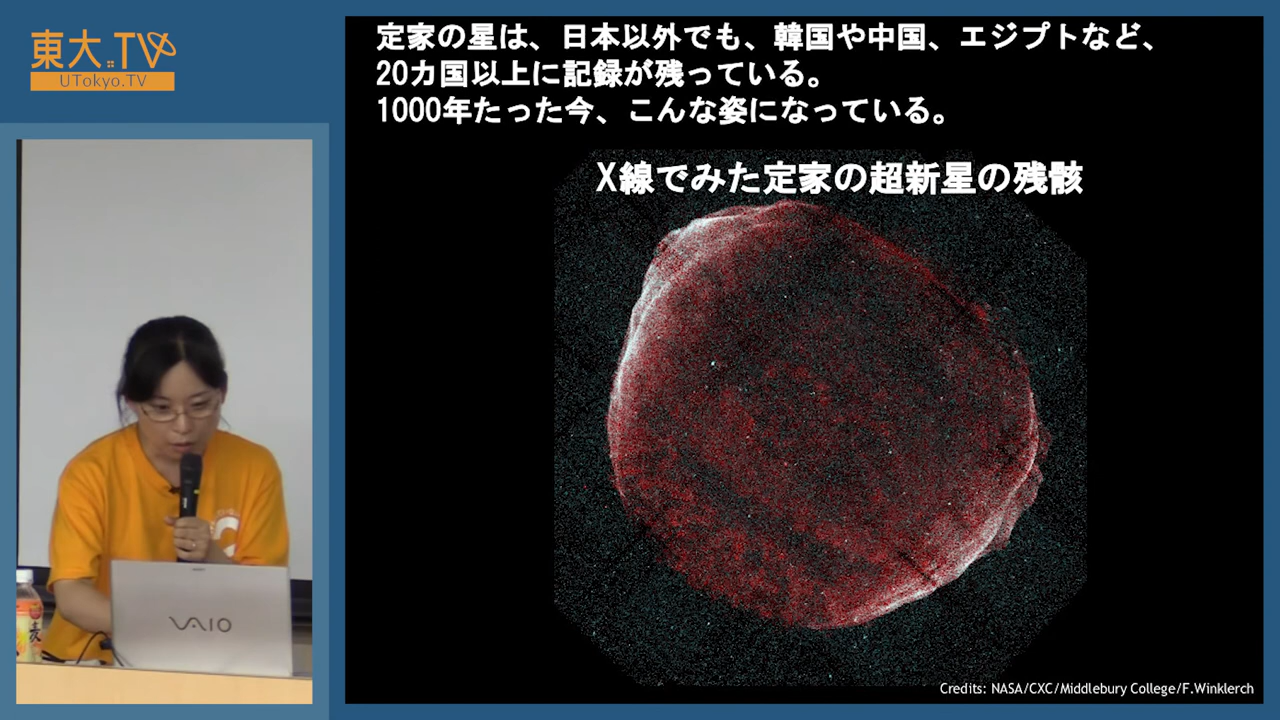 東大.TV
UTokyo.TV
定家の星は、日本以外でも、韓国や中国、エジプトなど、
20カ国以上に記録が残っている。
1000年たった今、こんな姿になっている。
X線でみた定家の超新星の残骸
VAIO
Credits: NASA/CXC/Middlebury College/F.Winklerch